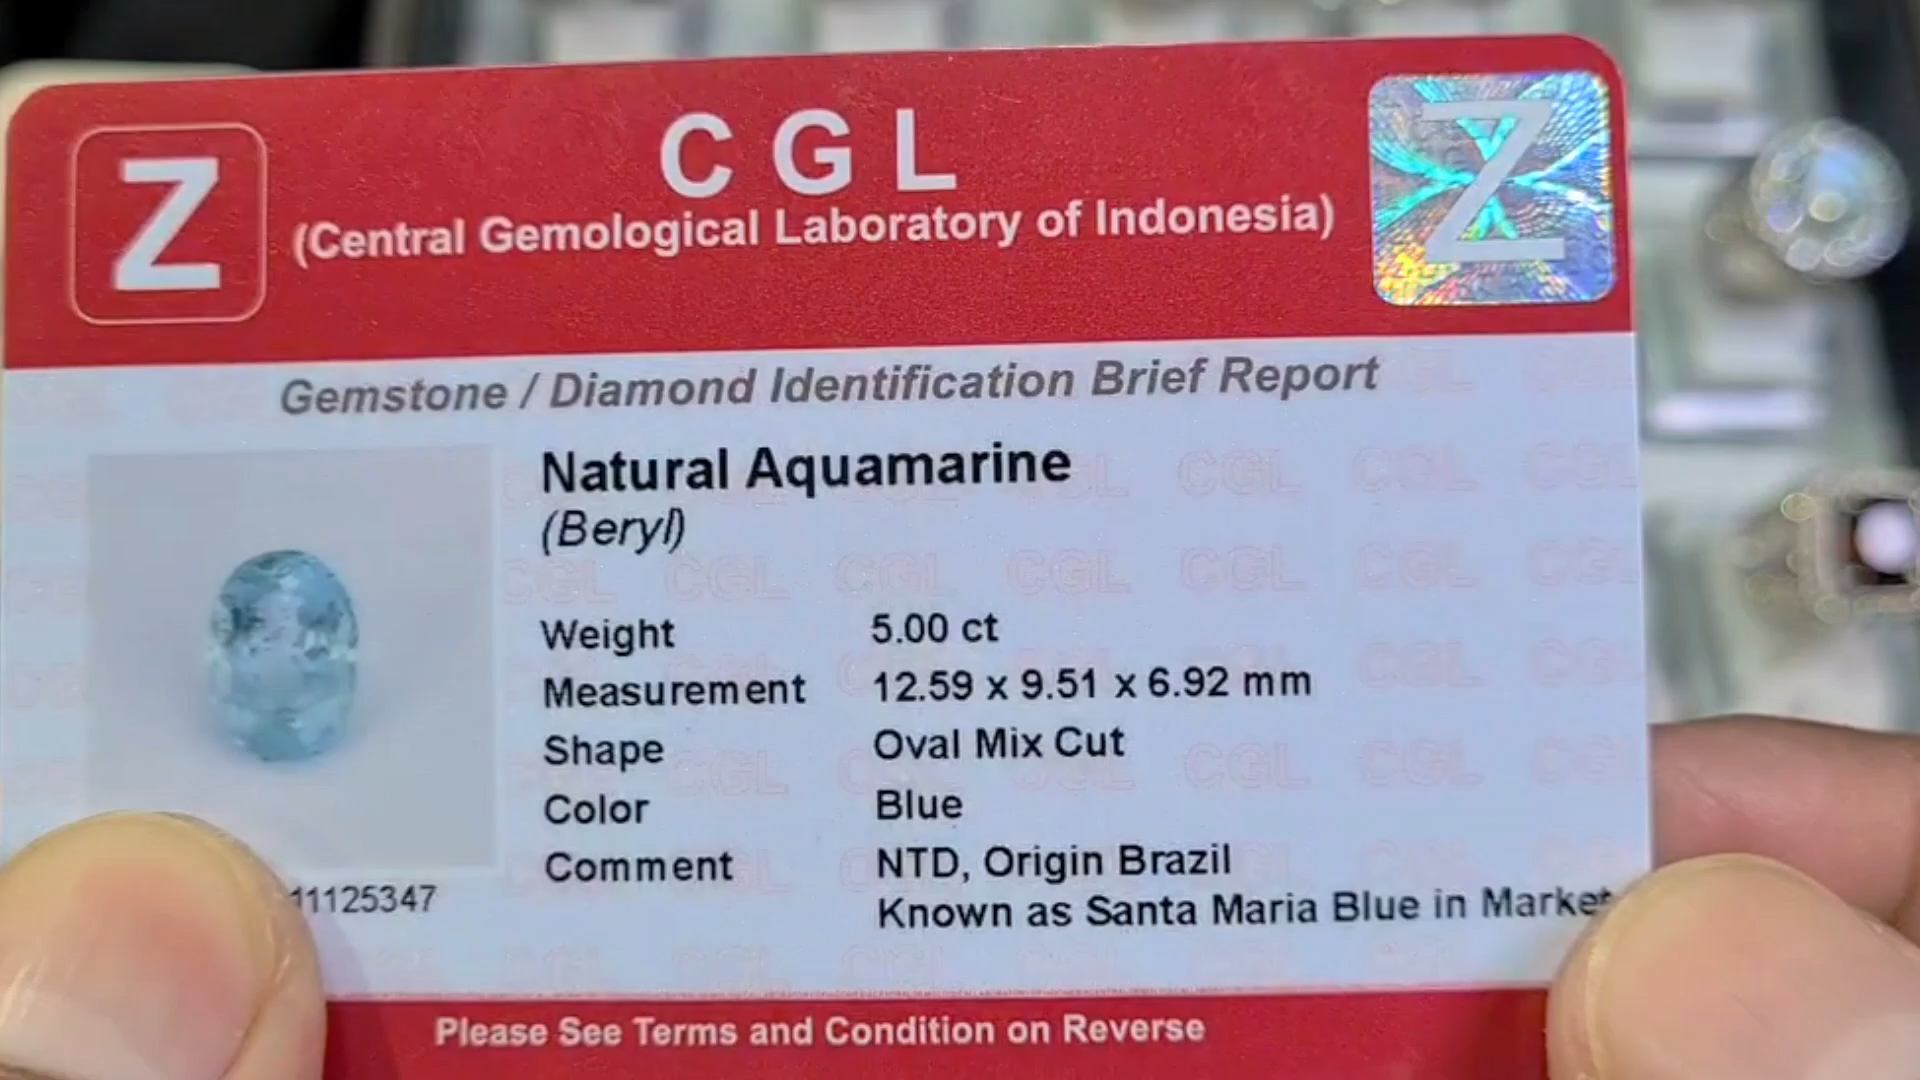 Z
C G L
Z
(Central Gemological Laboratory of Indonesia)
Gemstone / Diamond Identification Brief Report
Natural Aquamarine
(Beryl)
Weight 5.00 ct
Measurement 12.59 x 9.51 x 6.92 mm
Shape Oval Mix Cut
Color Blue
Comment NTD, Origin Brazil
Known as Santa Maria Blue in Market
11125347
Please See Terms and Condition on Reverse